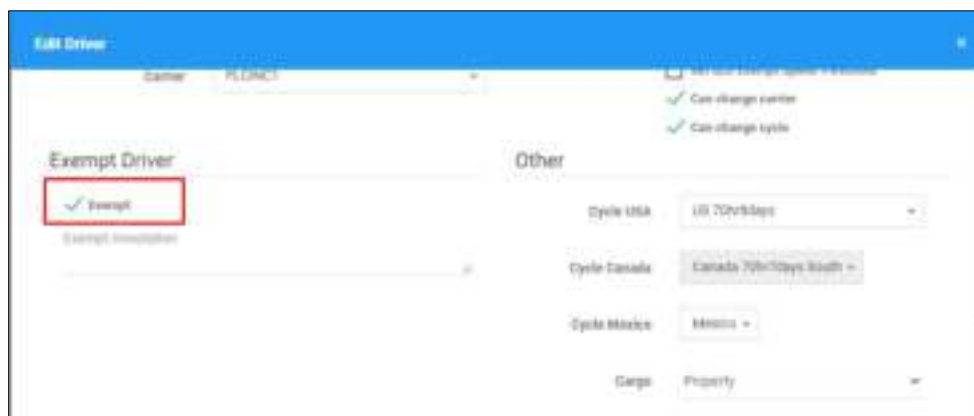 Edit Driver
Carrier
Can change carrier
Can change cycle
Exempt Driver
Exempt
Exempt Annotation
Other
Cycle USA US 70hr/8days
Cycle Canada Canada 70hr/7days South
Cycle Mexico Mexico
Cargo Property